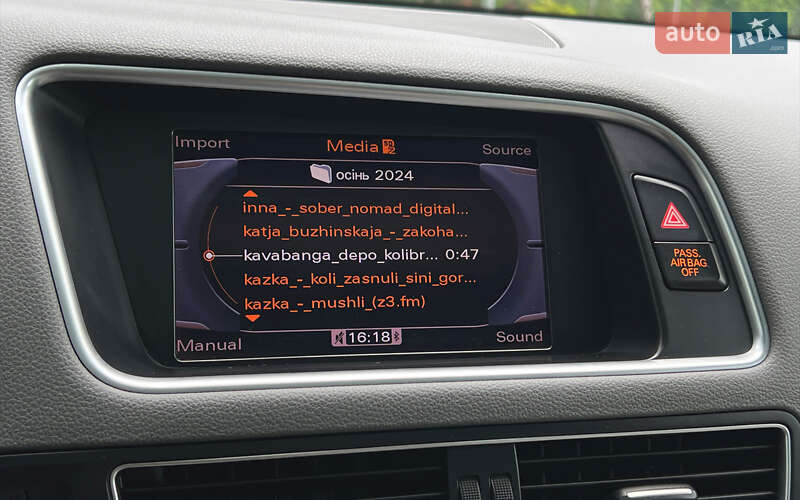 auto RIA .com
Import Media Source
осінь 2024
inna_-_sober_nomad_digital...
katja_buzhinskaja_-_zakoha...
kavabanga_depo_kolibr... 0:47
kazka_-_koli_zasnuli_sini_gor...
kazka_-_mushli_(z3.fm)
Manual 16:18 Sound
PASS.
AIR BAG
OFF